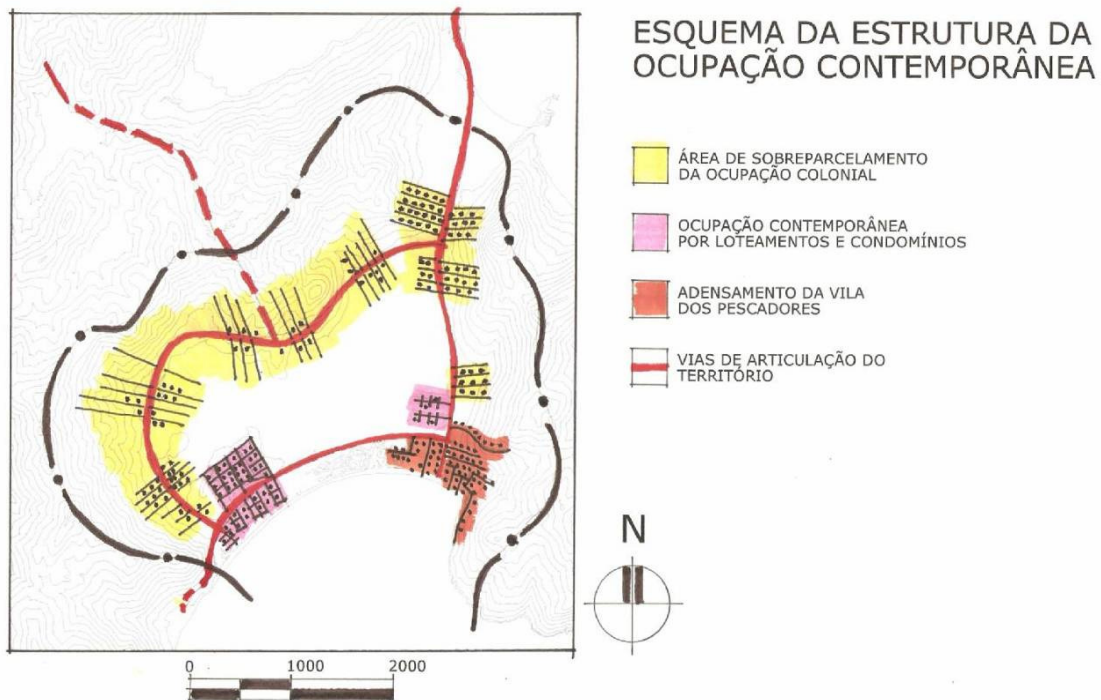 ESQUEMA DA ESTRUTURA DA
OCUPAÇÃO CONTEMPORÂNEA
ÁREA DE SOBREPARCELAMENTO
DA OCUPAÇÃO COLONIAL
OCUPAÇÃO CONTEMPORÂNEA
POR LOTEAMENTOS E CONDOMÍNIOS
ADENSAMENTO DA VILA
DOS PESCADORES
VIAS DE ARTICULAÇÃO DO
TERRITÓRIO
N
0 1000 2000